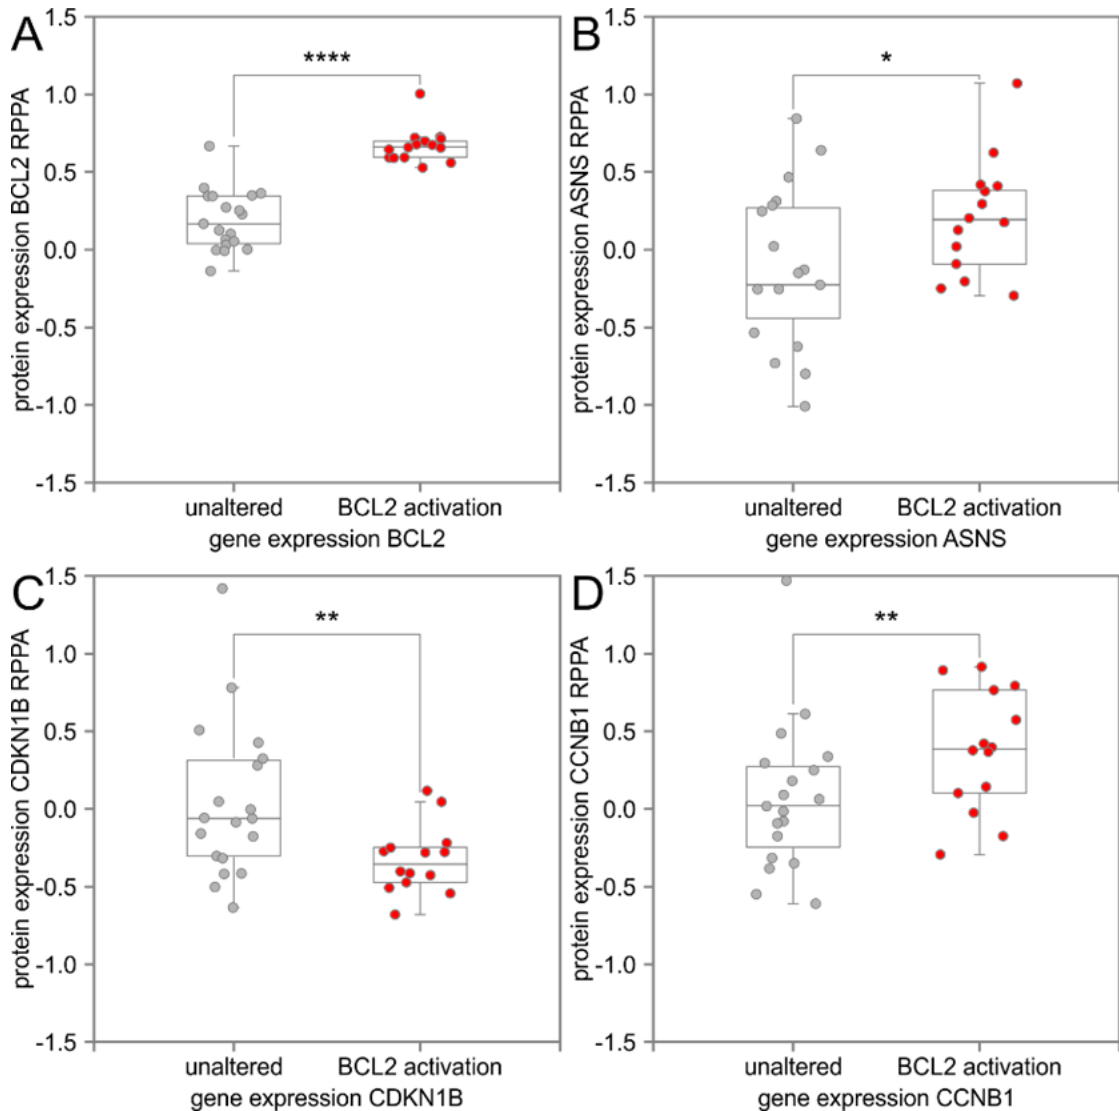 A
protein expression BCL2 RPPA
1.5
1.0
0.5
0.0
-0.5
-1.0
-1.5
****
unaltered BCL2 activation
gene expression BCL2
B
protein expression ASNS RPPA
1.5
1.0
0.5
0.0
-0.5
-1.0
-1.5
*
unaltered BCL2 activation
gene expression ASNS
C
protein expression CDKN1B RPPA
1.5
1.0
0.5
0.0
-0.5
-1.0
-1.5
**
unaltered BCL2 activation
gene expression CDKN1B
D
protein expression CCNB1 RPPA
1.5
1.0
0.5
0.0
-0.5
-1.0
-1.5
**
unaltered BCL2 activation
gene expression CCNB1